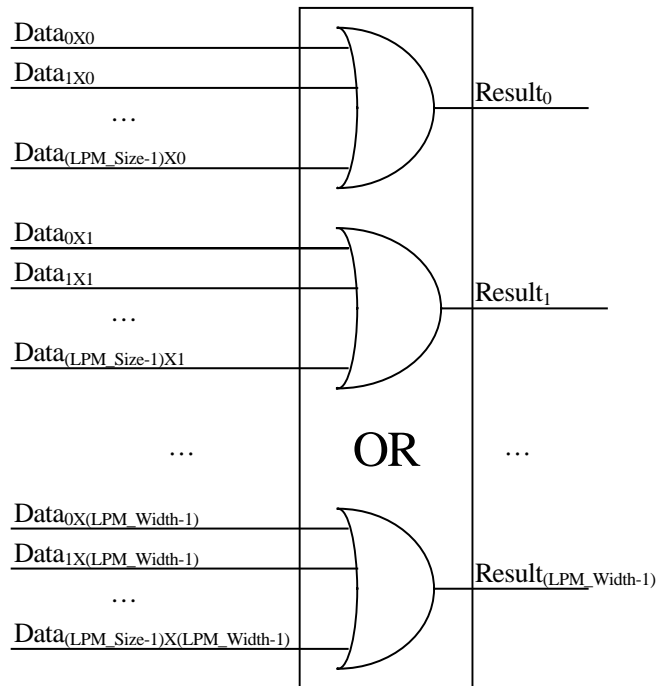 Data0X0
Data1X0
…
Data(LPM_Size-1)X0
Result0
Data0X1
Data1X1
…
Data(LPM_Size-1)X1
Result1
…
OR
…
Data0X(LPM_Width-1)
Data1X(LPM_Width-1)
…
Data(LPM_Size-1)X(LPM_Width-1)
Result(LPM_Width-1)